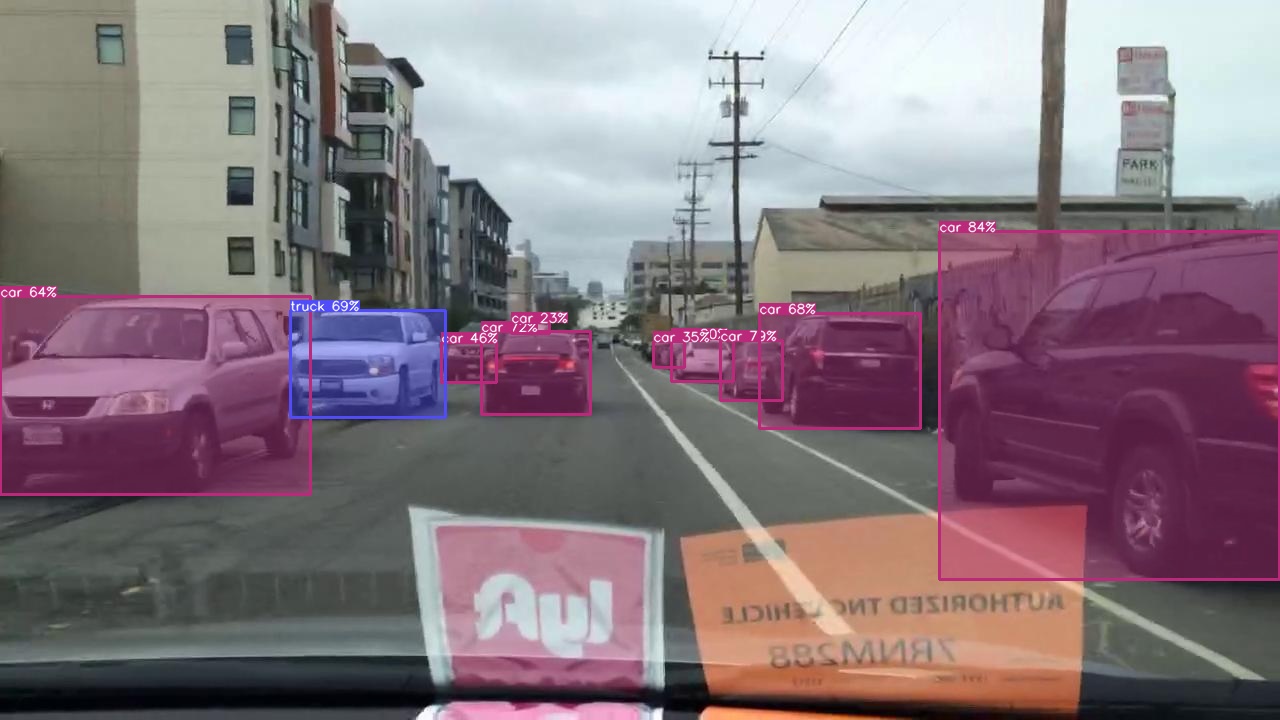 PARK
car 84%
car 64%
truck 69%
car 68%
car 23%
car 72%
car 46%
car 35%
car 79%
lyft
AUTHORIZED TNC VEHICLE
7RNM288